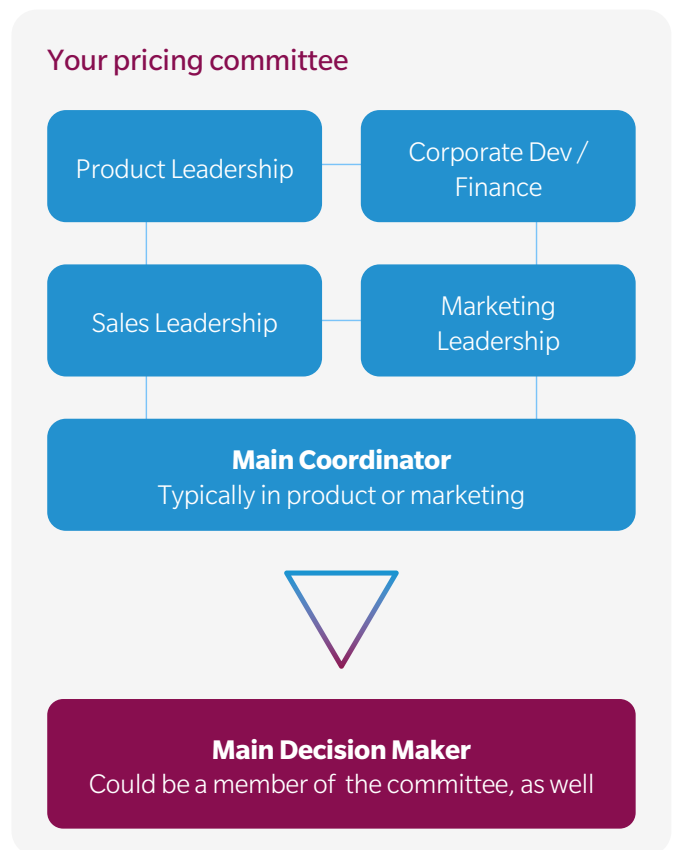 Your pricing committee
Product Leadership
Corporate Dev /
Finance
Sales Leadership
Marketing
Leadership
Main Coordinator
Typically in product or marketing
Main Decision Maker
Could be a member of the committee, as well